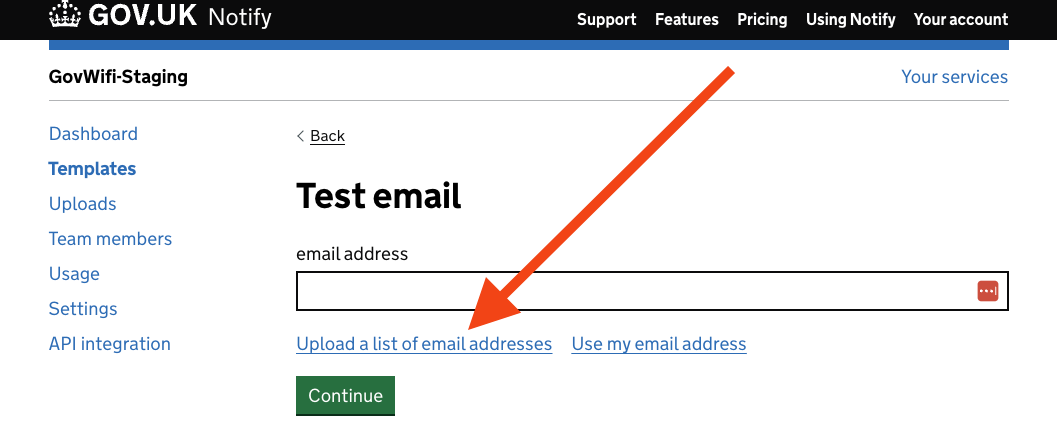 GOV.UK Notify
Support Features Pricing Using Notify Your account
GovWifi-Staging
Your services
Dashboard
Templates
Uploads
Team members
Usage
Settings
API integration
Back
Test email
email address
Upload a list of email addresses Use my email address
Continue